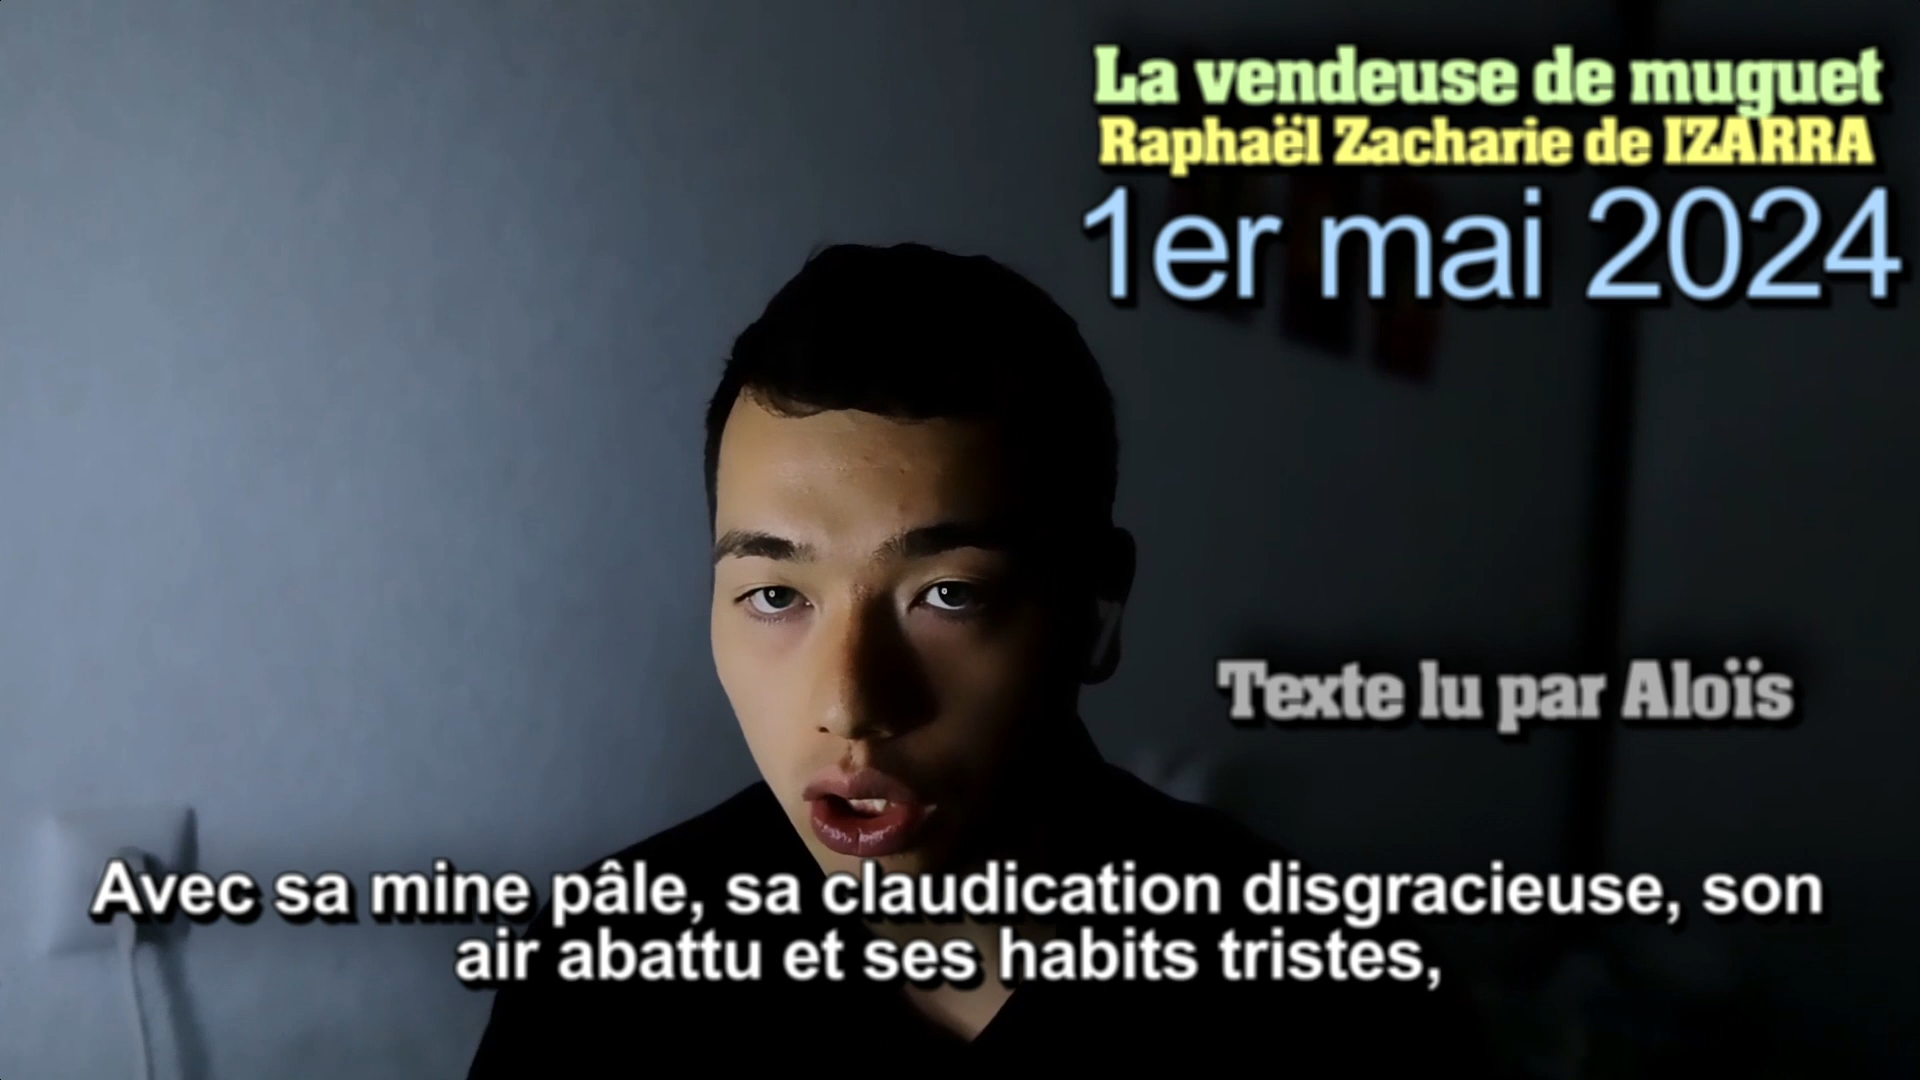 La vendeuse de muguet
Raphaël Zacharie de IZARRA
1er mai 2024
Texte lu par Aloïs
Avec sa mine pâle, sa claudication disgracieuse, son
air abattu et ses habits tristes,